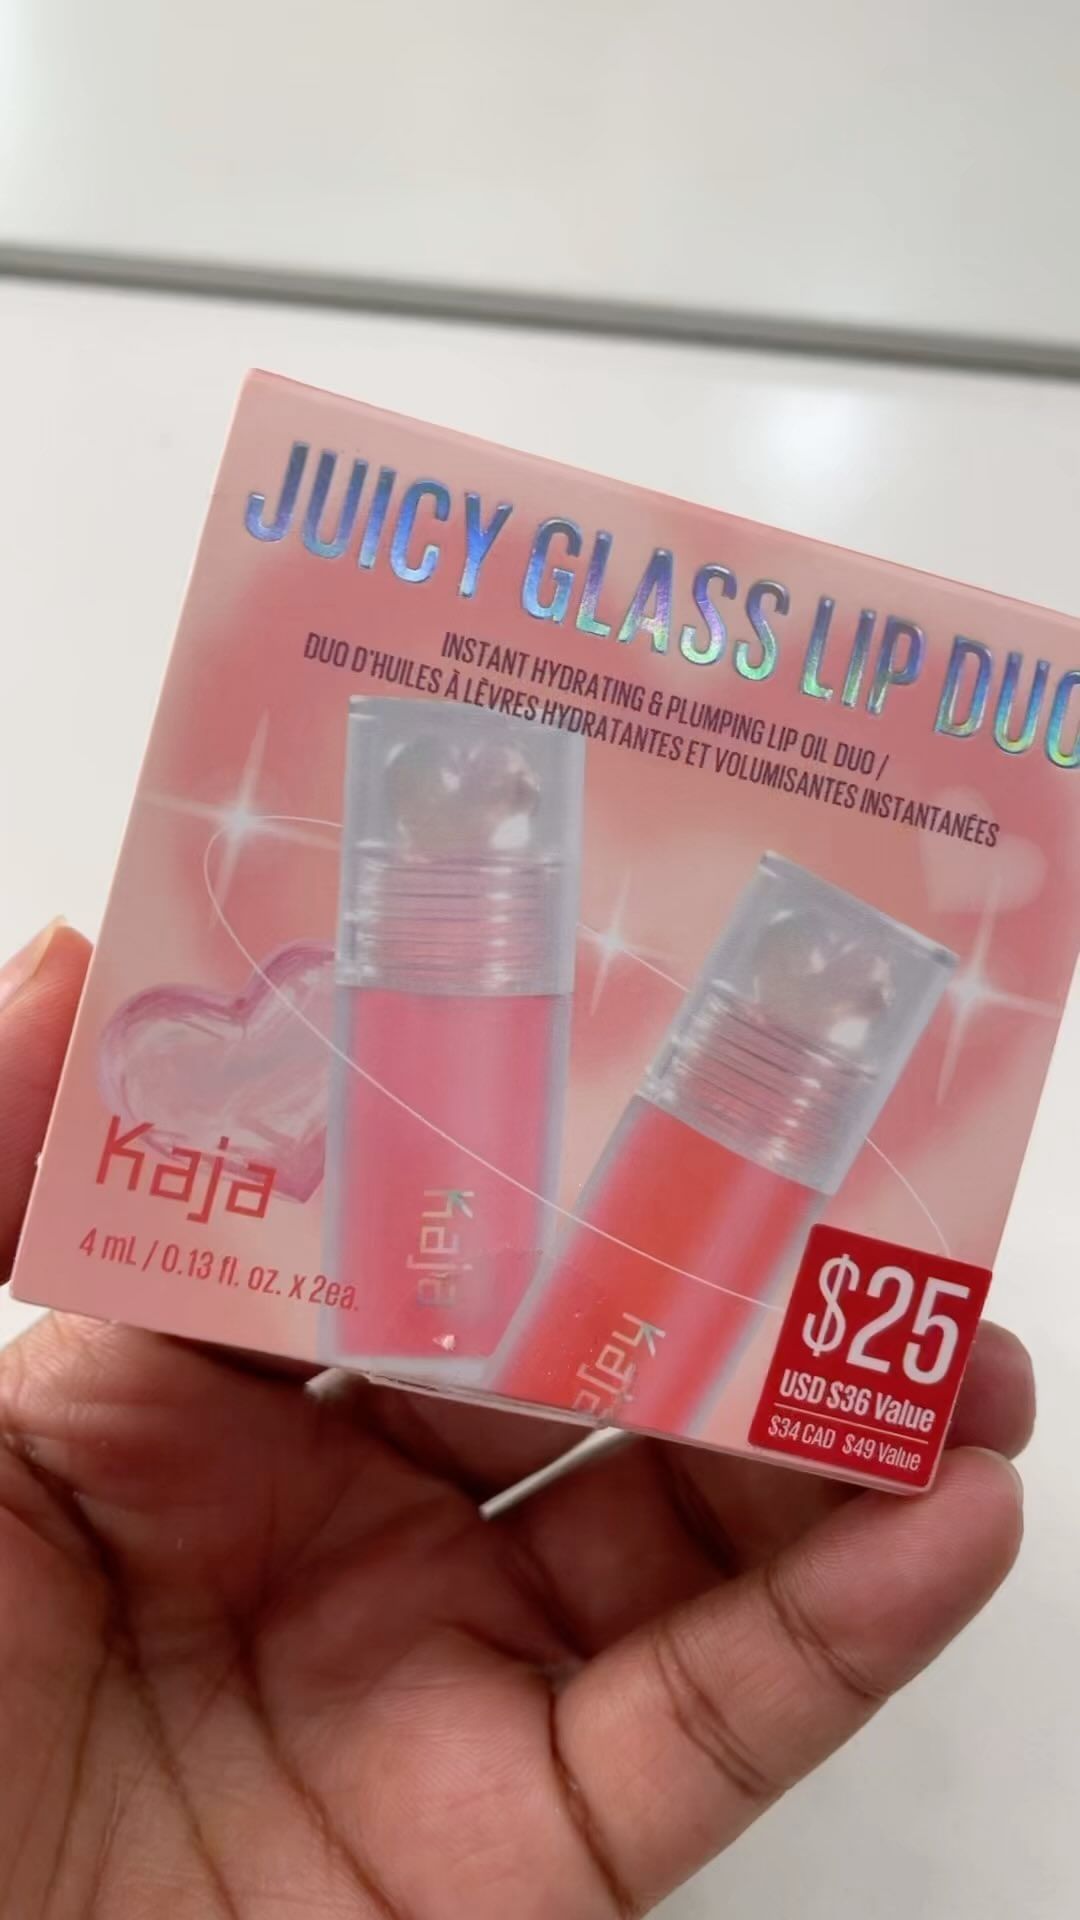 JUICY GLASS LIP DUO
INSTANT HYDRATING & PLUMPING LIP OIL DUO /
DUO D'HUILES À LÈVRES HYDRATANTES ET VOLUMISANTES INSTANTANÉES
Kaja
4 mL / 0.13 fl. oz. x 2ea.
kaja
kaja
$25
USD $36 Value
$34 CAD $49 Value